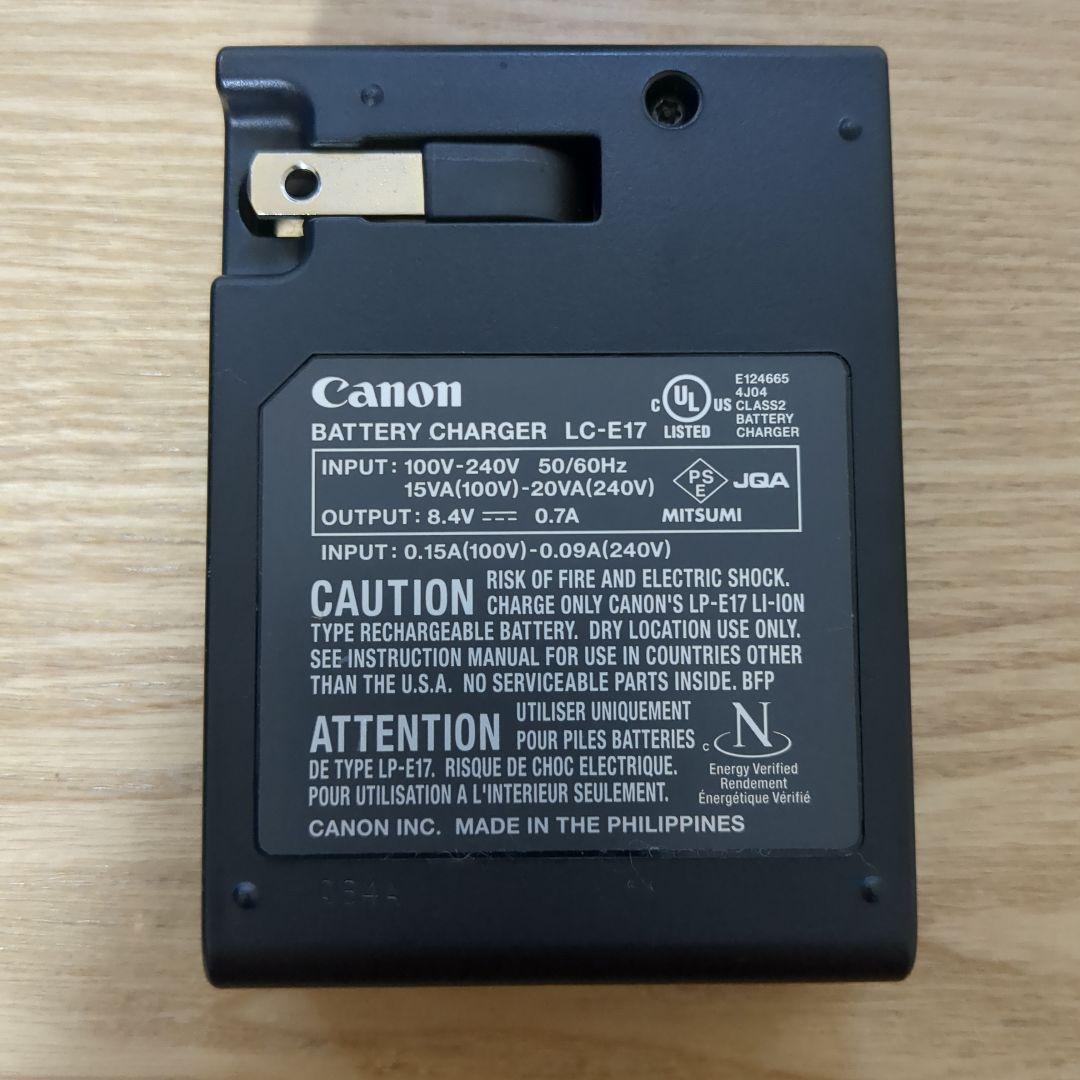 Canon
BATTERY CHARGER LC-E17
C UL US
LISTED
E124665
4J04
CLASS2
BATTERY
CHARGER
INPUT: 100V-240V 50/60Hz
15VA(100V)-20VA(240V)
OUTPUT: 8.4V ⎓ 0.7A
PS
E
JQA
MITSUMI
INPUT: 0.15A(100V)-0.09A(240V)
CAUTION RISK OF FIRE AND ELECTRIC SHOCK.
CHARGE ONLY CANON'S LP-E17 LI-ION
TYPE RECHARGEABLE BATTERY. DRY LOCATION USE ONLY.
SEE INSTRUCTION MANUAL FOR USE IN COUNTRIES OTHER
THAN THE U.S.A. NO SERVICEABLE PARTS INSIDE. BFP
ATTENTION UTILISER UNIQUEMENT
POUR PILES BATTERIES
DE TYPE LP-E17. RISQUE DE CHOC ELECTRIQUE.
POUR UTILISATION A L'INTERIEUR SEULEMENT.
C N
Energy Verified
Rendement
Énergétique Vérifié
CANON INC. MADE IN THE PHILIPPINES